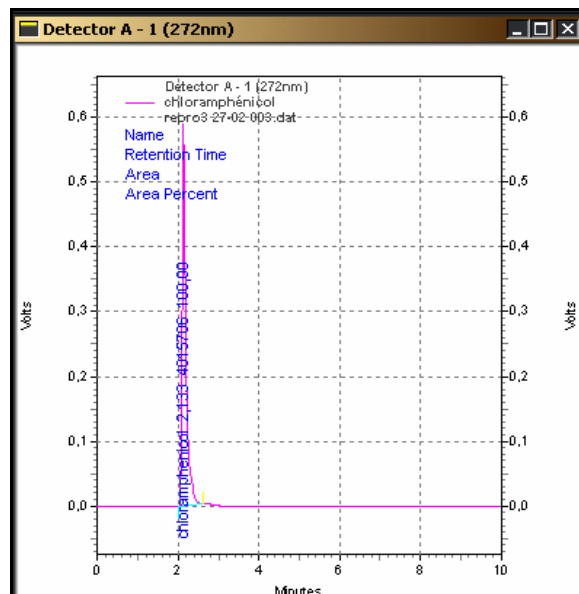 Detector A - 1 (272nm)
Detector A - 1 (272nm)
chloramphénicol
repro3 27-02 003.dat
Name
Retention Time
Area
Area Percent
chloramphénicol 2,133 4015706 100,00
Volts
0,6
0,5
0,4
0,3
0,2
0,1
0,0
0,6
0,5
0,4
0,3
0,2
0,1
0,0
Volts
0 2 4 6 8 10
Minutes